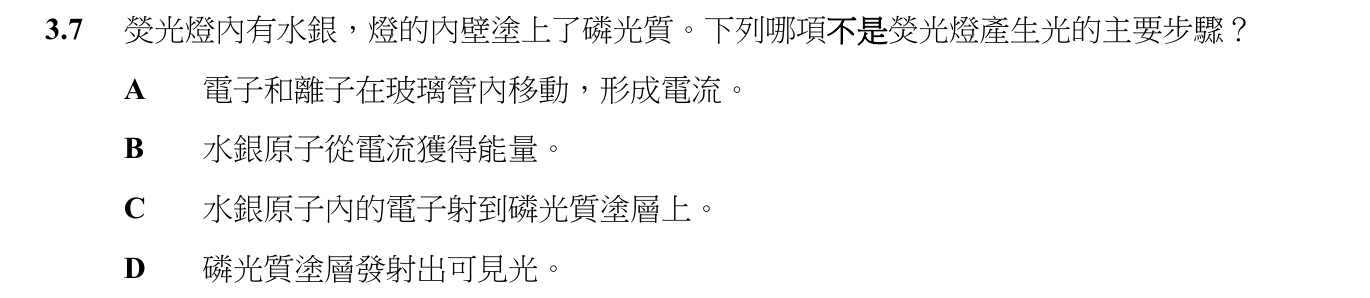 3.7 熒光燈內有水銀，燈的內壁塗上了磷光質。下列哪項不是熒光燈產生光的主要步驟？
A 電子和離子在玻璃管內移動，形成電流。
B 水銀原子從電流獲得能量。
C 水銀原子內的電子射到磷光質塗層上。
D 磷光質塗層發射出可見光。